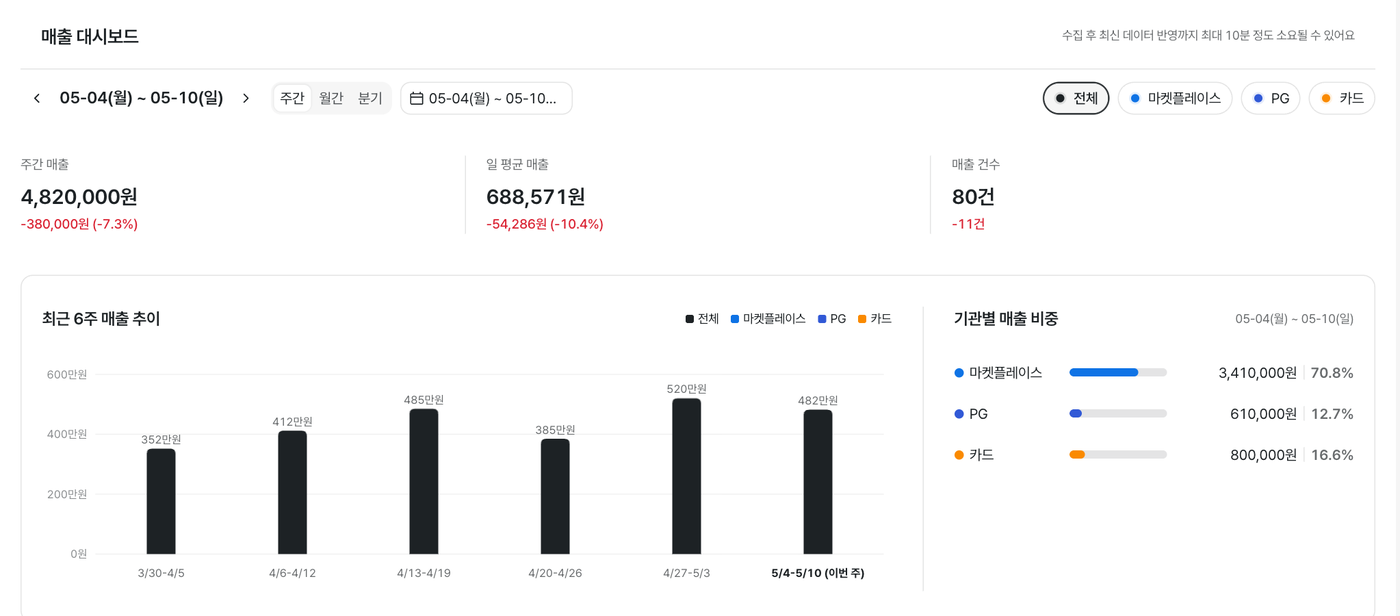 매출 대시보드
수집 후 최신 데이터 반영까지 최대 10분 정도 소요될 수 있어요
05-04(월) ~ 05-10(일)
주간 월간 분기
05-04(월) ~ 05-10...
전체 마켓플레이스 PG 카드
주간 매출
4,820,000원
-380,000원 (-7.3%)
일 평균 매출
688,571원
-54,286원 (-10.4%)
매출 건수
80건
-11건
최근 6주 매출 추이
전체 마켓플레이스 PG 카드
600만원
400만원
200만원
0원
352만원
412만원
485만원
385만원
520만원
482만원
3/30-4/5
4/6-4/12
4/13-4/19
4/20-4/26
4/27-5/3
5/4-5/10 (이번 주)
기관별 매출 비중
05-04(월) ~ 05-10(일)
마켓플레이스 3,410,000원 70.8%
PG 610,000원 12.7%
카드 800,000원 16.6%